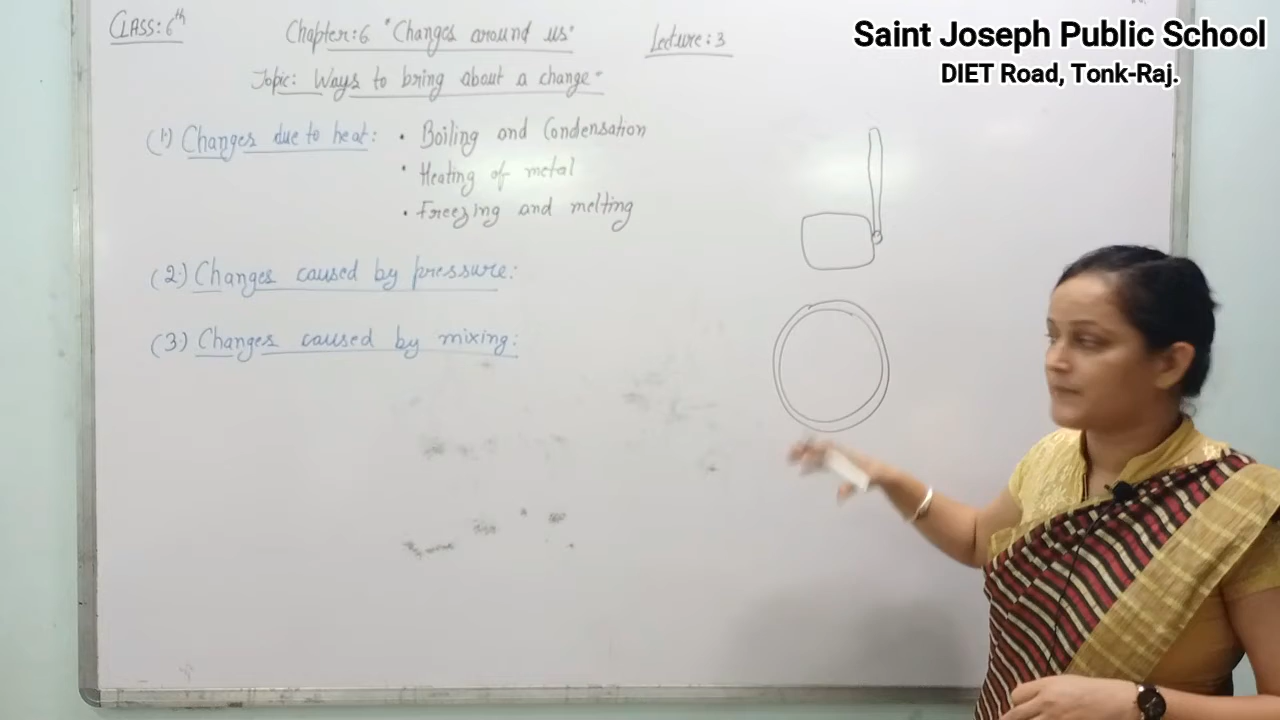 CLASS: 6th
Chapter: 6 "Changes around us"
Lecture: 3
Saint Joseph Public School
DIET Road, Tonk-Raj.
Topic: Ways to bring about a change"
(1.) Changes due to heat: • Boiling and Condensation
• Heating of metal
• Freezing and melting
(2.) Changes caused by pressure:
(3.) Changes caused by mixing: